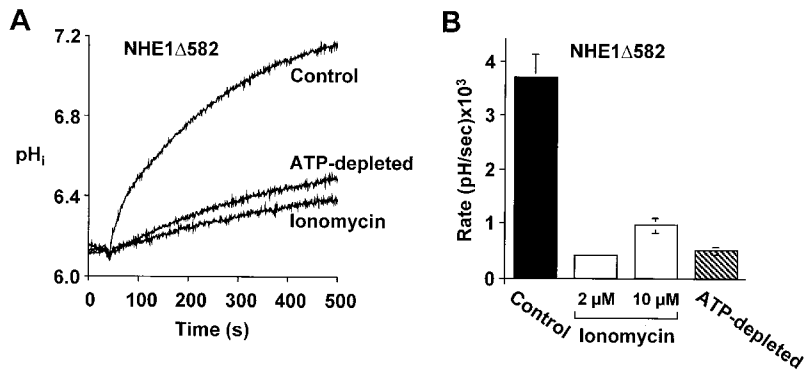 A
NHE1Δ582
7.2
6.8
6.4
6.0
pHi
Control
ATP-depleted
Ionomycin
0 100 200 300 400 500
Time (s)
B
NHE1Δ582
Rate (pH/sec)x10³
4
3
2
1
0
Control
2 µM 10 µM
Ionomycin
ATP-depleted